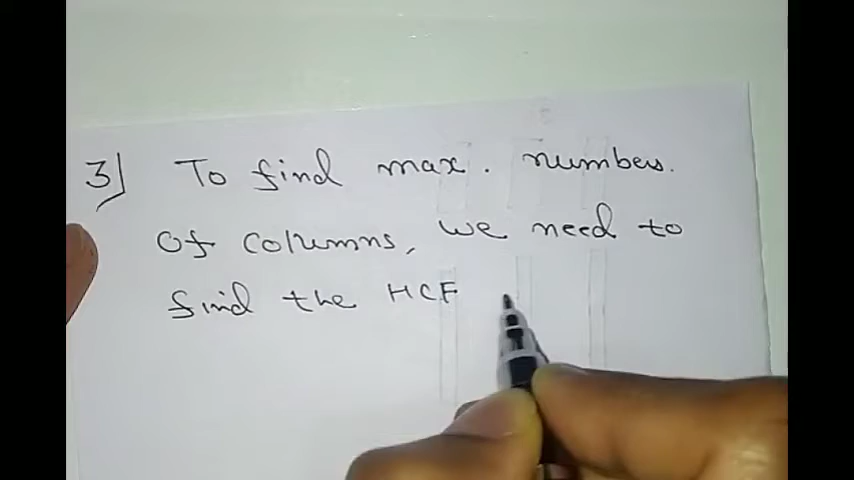 3) To find max. numbers.
of columns, we need to
find the HCF